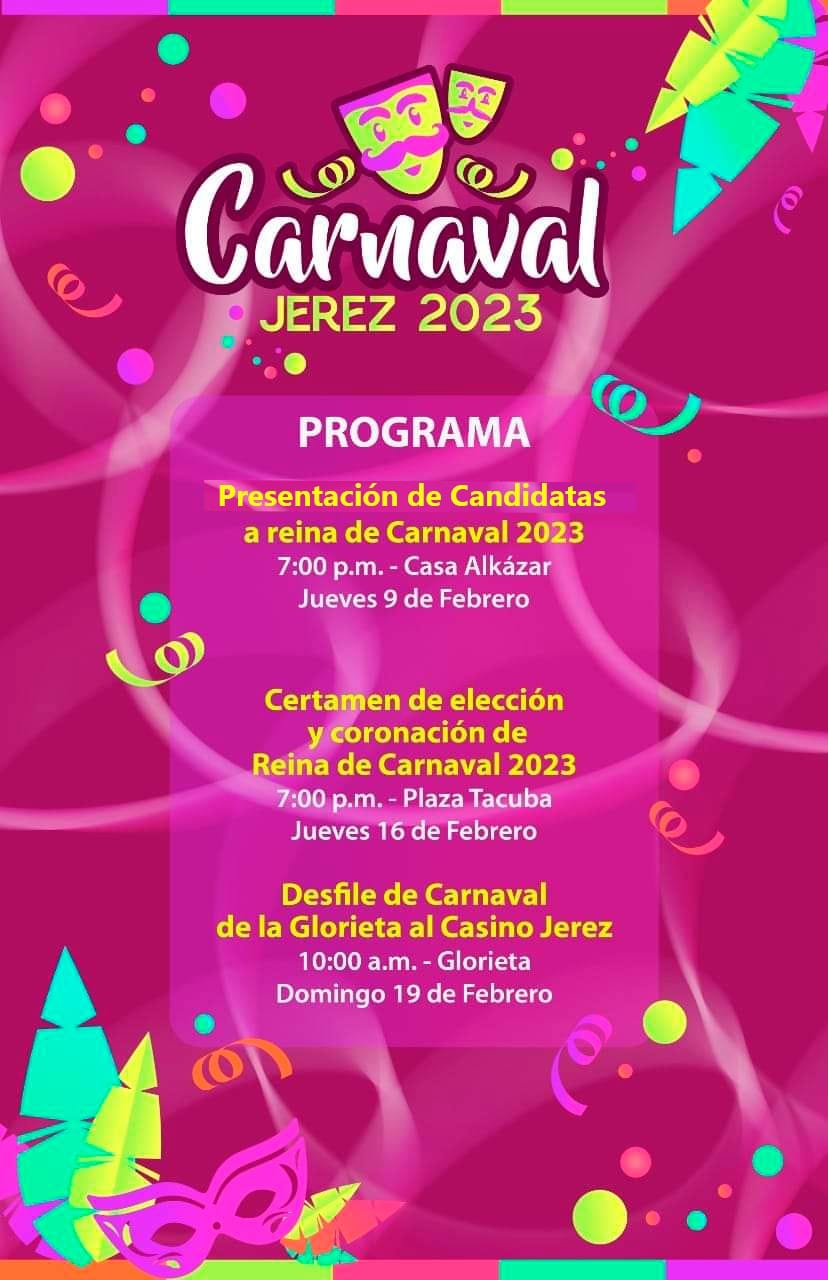 Carnaval
JEREZ 2023
PROGRAMA
Presentación de Candidatas
a reina de Carnaval 2023
7:00 p.m. - Casa Alkázar
Jueves 9 de Febrero
Certamen de elección
y coronación de
Reina de Carnaval 2023
7:00 p.m. - Plaza Tacuba
Jueves 16 de Febrero
Desfile de Carnaval
de la Glorieta al Casino Jerez
10:00 a.m. - Glorieta
Domingo 19 de Febrero